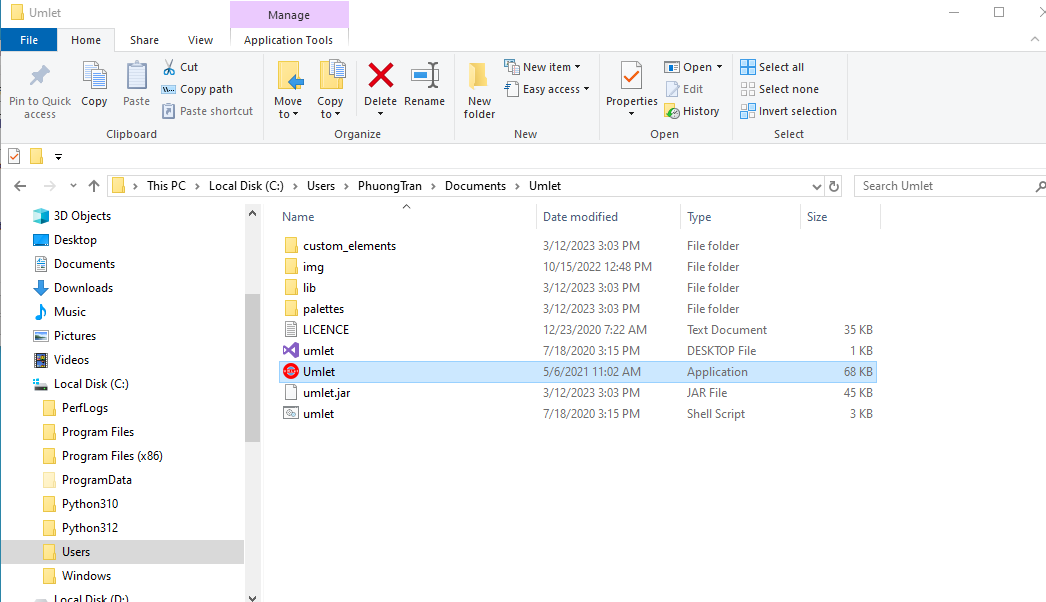 Umlet
Manage
File Home Share View Application Tools
Pin to Quick access
Copy
Paste
Cut
Copy path
Paste shortcut
Clipboard
Move to
Copy to
Delete
Rename
Organize
New folder
New item
Easy access
New
Properties
Open
Edit
History
Open
Select all
Select none
Invert selection
Select
This PC > Local Disk (C:) > Users > PhuongTran > Documents > Umlet
Search Umlet
3D Objects
Desktop
Documents
Downloads
Music
Pictures
Videos
Local Disk (C:)
PerfLogs
Program Files
Program Files (x86)
ProgramData
Python310
Python312
Users
Windows
Local Disk (D:)
Name Date modified Type Size
custom_elements 3/12/2023 3:03 PM File folder
img 10/15/2022 12:48 PM File folder
lib 3/12/2023 3:03 PM File folder
palettes 3/12/2023 3:03 PM File folder
LICENCE 12/23/2020 7:22 AM Text Document 35 KB
umlet 7/18/2020 3:15 PM DESKTOP File 1 KB
Umlet 5/6/2021 11:02 AM Application 68 KB
umlet.jar 3/12/2023 3:03 PM JAR File 45 KB
umlet 7/18/2020 3:15 PM Shell Script 3 KB